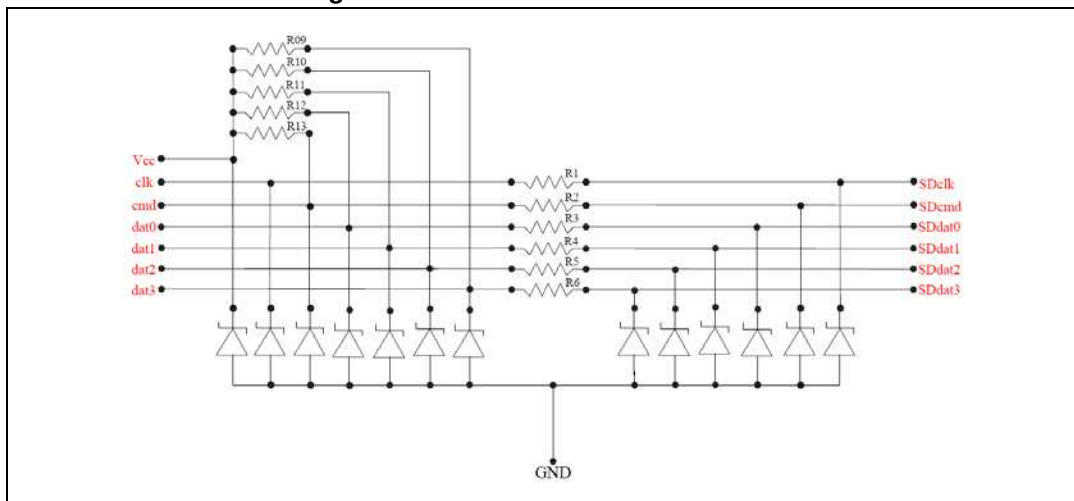 R09
R10
R11
R12
R13
Vcc
clk R1 SDclk
cmd R2 SDcmd
dat0 R3 SDdat0
dat1 R4 SDdat1
dat2 R5 SDdat2
dat3 R6 SDdat3
GND